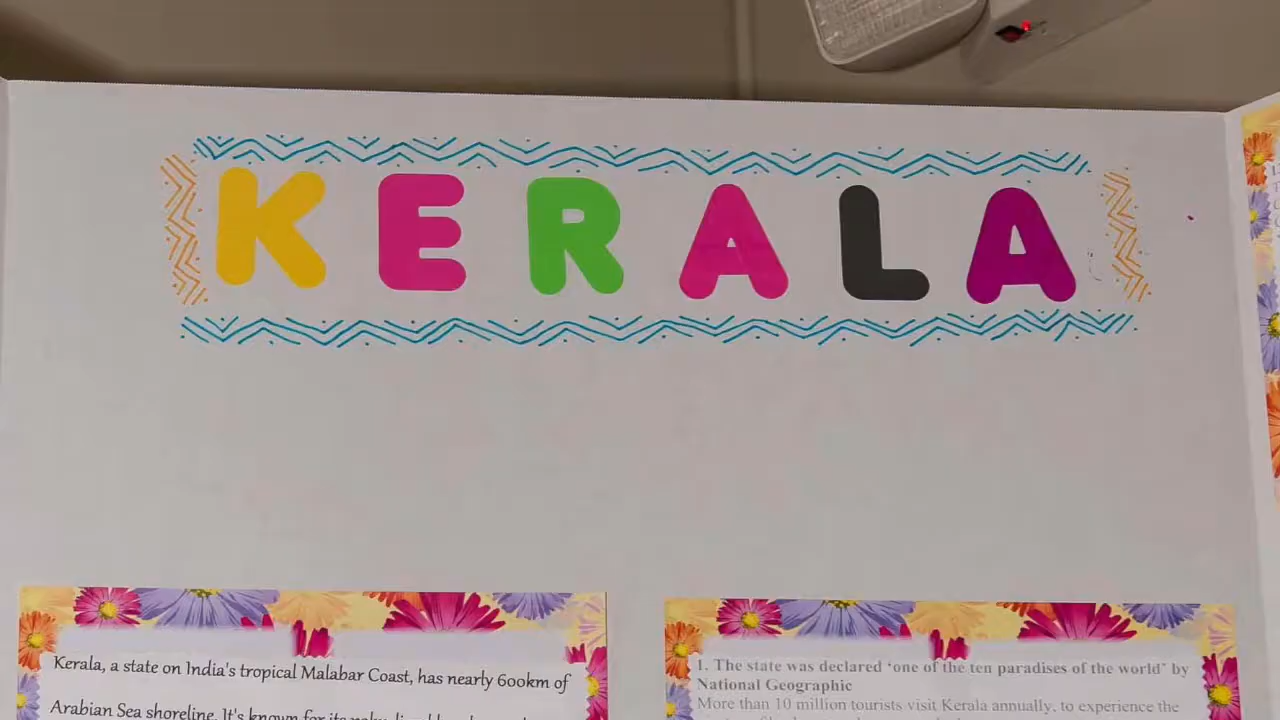 KERALA
Kerala, a state on India's tropical Malabar Coast, has nearly 600km of
Arabian Sea shoreline. It's known for its
1. The state was declared ‘one of the ten paradises of the world’ by
National Geographic
More than 10 million tourists visit Kerala annually, to experience the